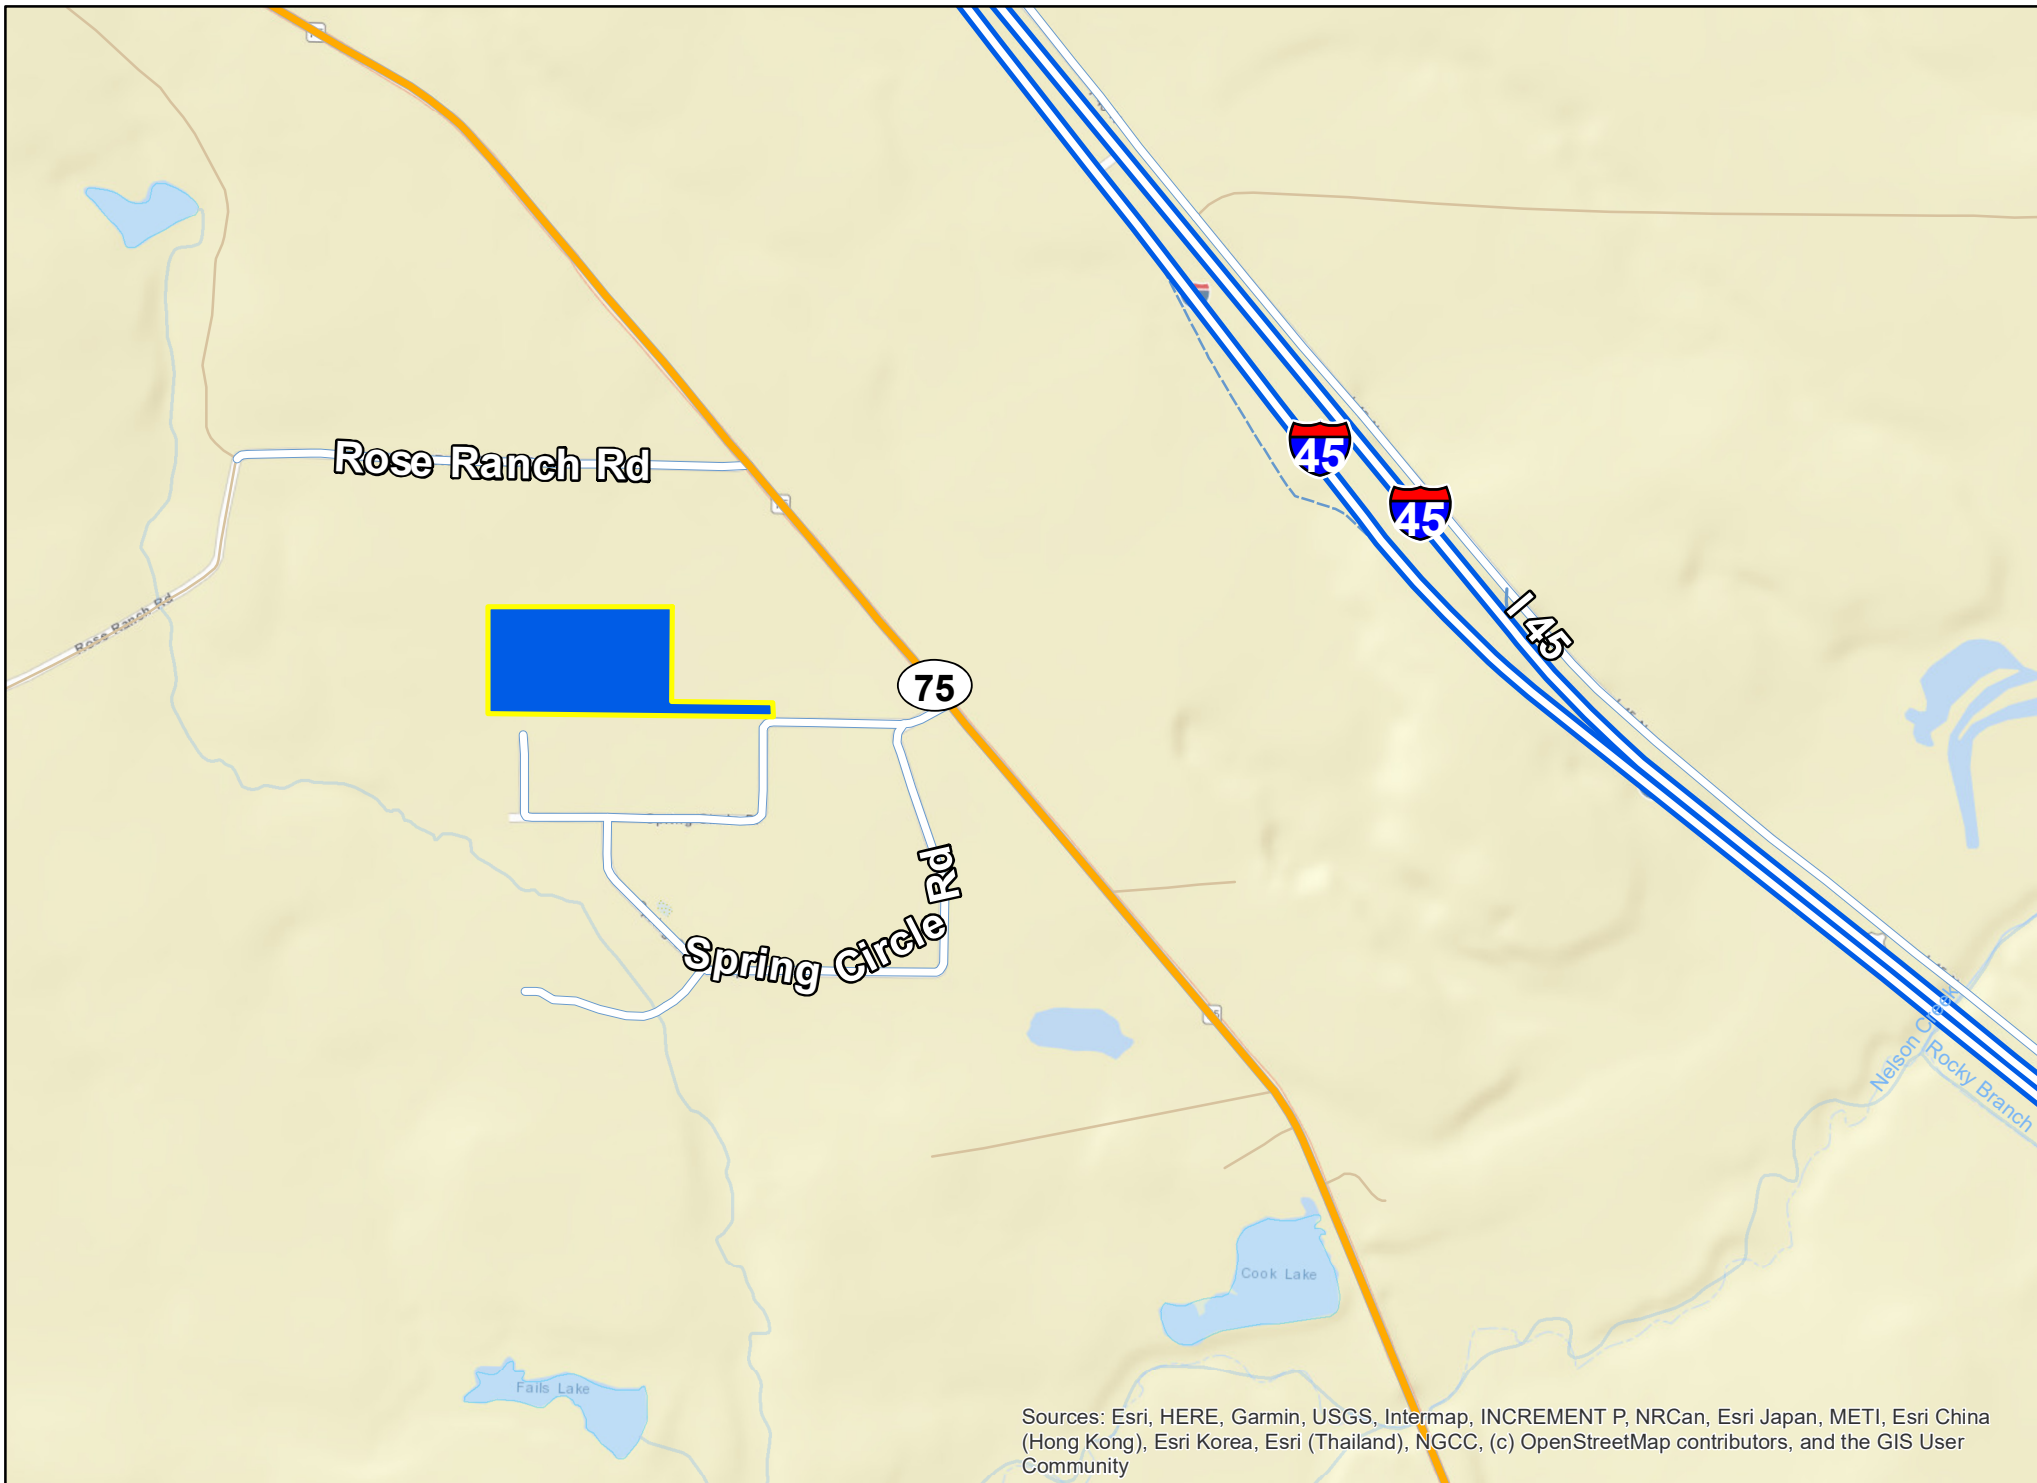 Rose Ranch Rd
45
45
I 45
Rose Ranch Rd
75
Spring Circle Rd
Nelson Creek
Rocky Branch
Cook Lake
Fails Lake
Sources: Esri, HERE, Garmin, USGS, Intermap, INCREMENT P, NRCan, Esri Japan, METI, Esri China
(Hong Kong), Esri Korea, Esri (Thailand), NGCC, (c) OpenStreetMap contributors, and the GIS User
Community